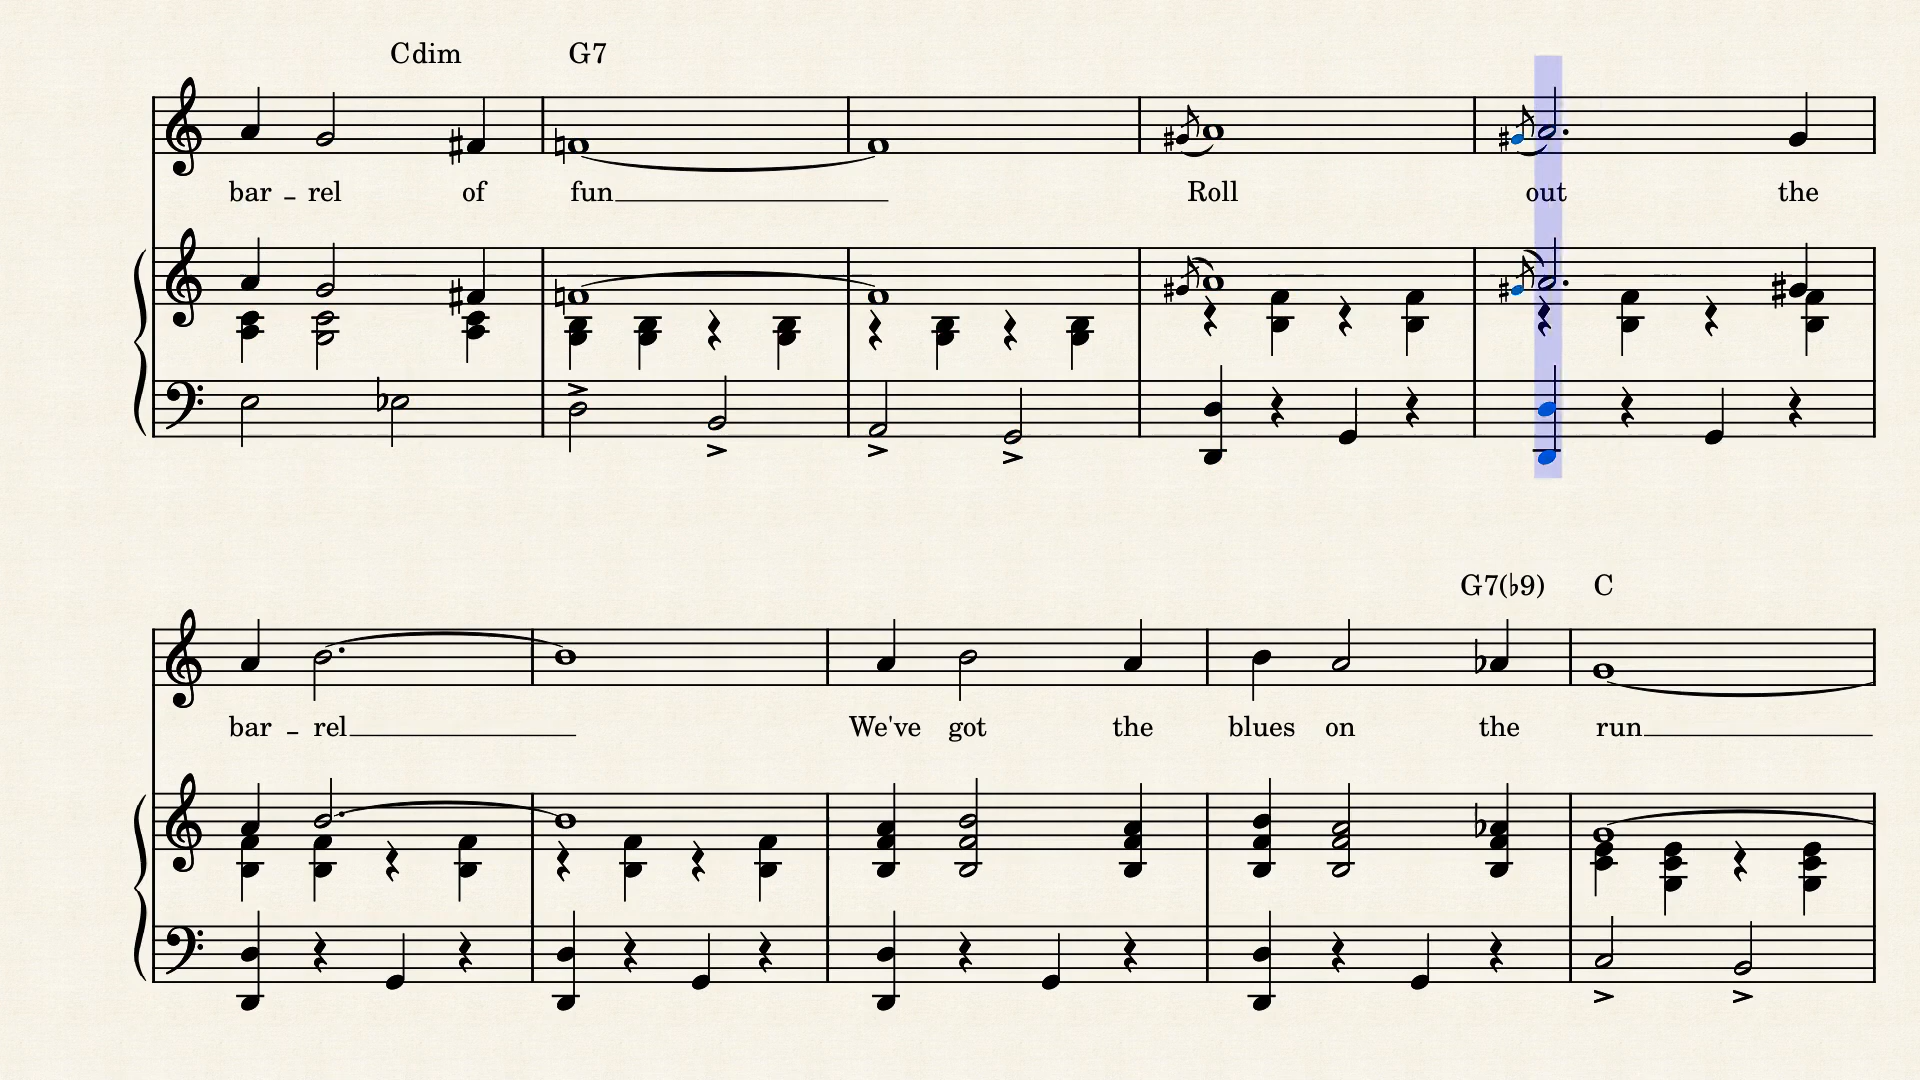 Cdim G7
bar - rel of fun Roll out the
G7(♭9) C
bar - rel We've got the blues on the run